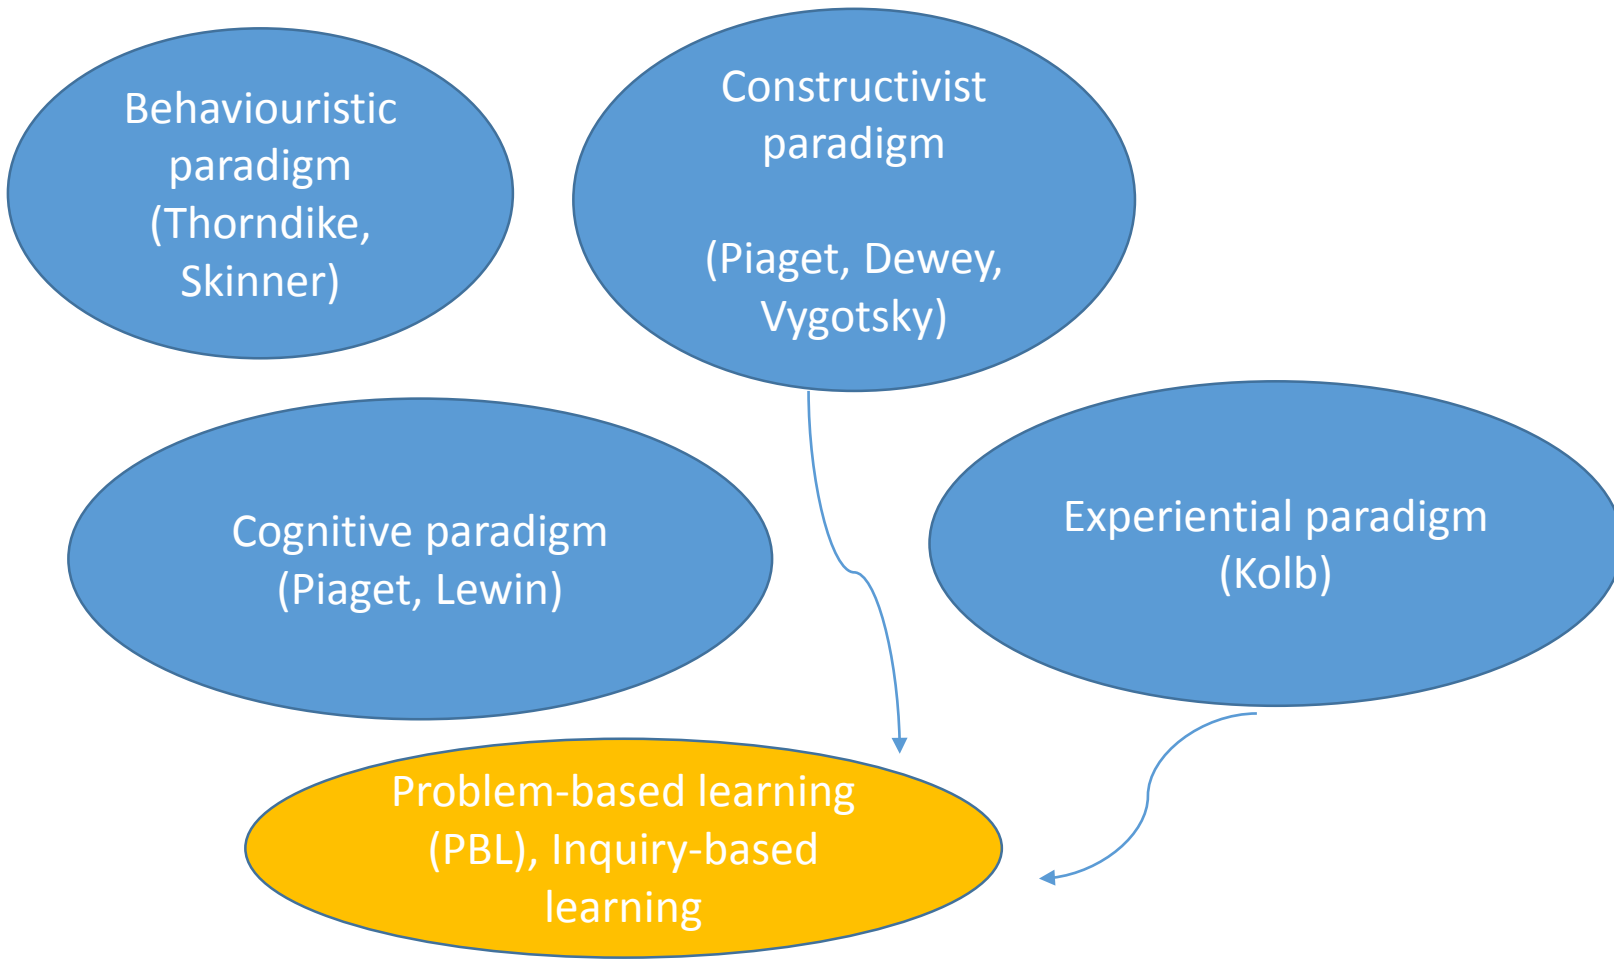 Behaviouristic
paradigm
(Thorndike,
Skinner)
Constructivist
paradigm
(Piaget, Dewey,
Vygotsky)
Cognitive paradigm
(Piaget, Lewin)
Experiential paradigm
(Kolb)
Problem-based learning
(PBL), Inquiry-based
learning